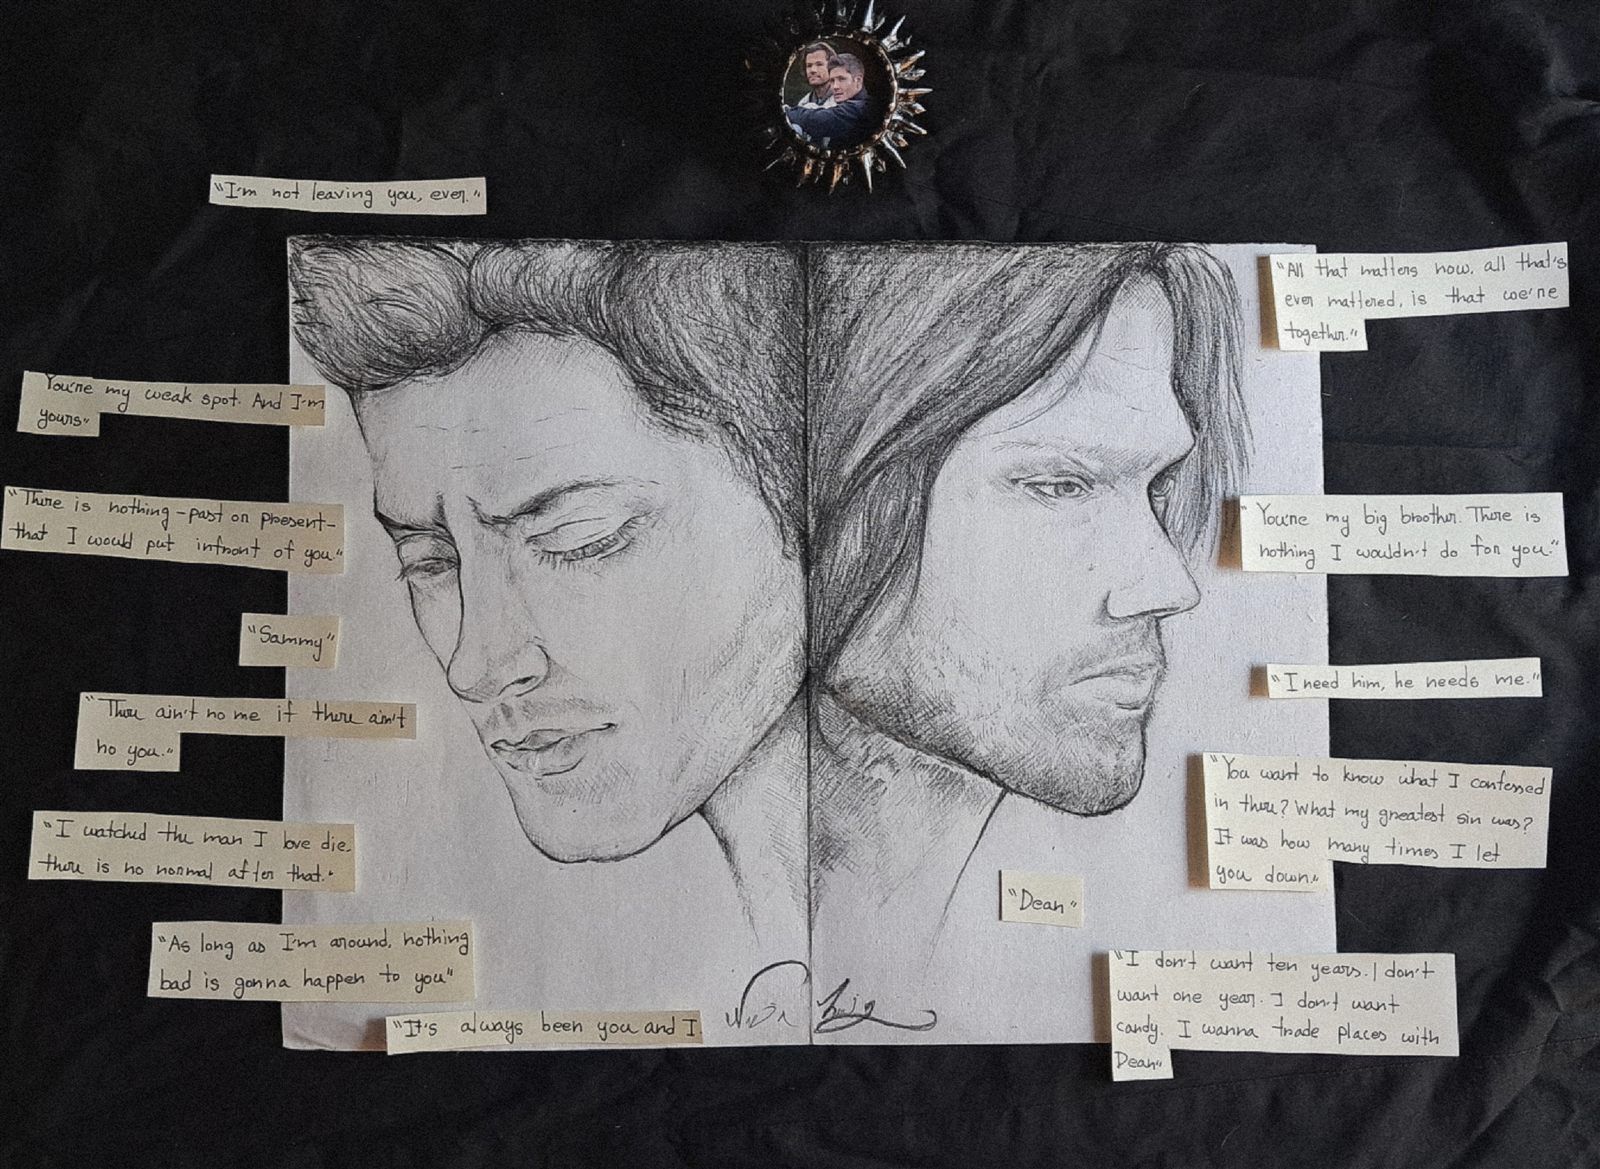 "I'm not leaving you, ever."
You're my weak spot. And I'm
yours"
"There is nothing - past or present -
that I would put infront of you."
"Sammy"
"There ain't no me if there ain't
no you."
"I watched the man I love die.
there is no normal after that."
"As long as I'm around, nothing
bad is gonna happen to you"
"It's always been you and I.
"All that matters now, all that's
ever mattered, is that we're
together."
"You're my big brother. There is
nothing I wouldn't do for you."
"I need him, he needs me."
"You want to know what I confessed
in there? What my greatest sin was?
It was how many times I let
you down."
"Dean"
"I don't want ten years. I don't
want one year. I don't want
candy. I wanna trade places with
Dean"